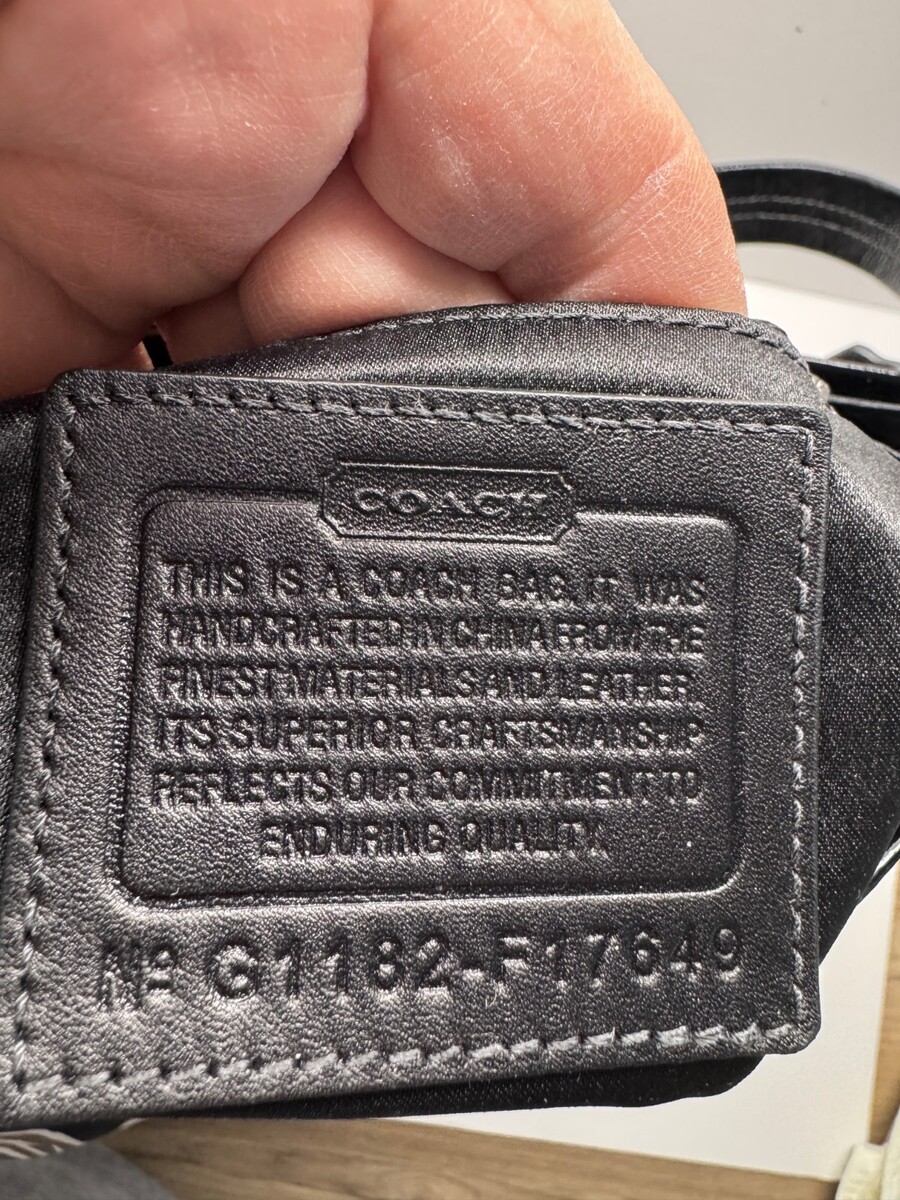 COACH
THIS IS A COACH BAG. IT WAS
HANDCRAFTED IN CHINA FROM THE
FINEST MATERIALS AND LEATHER.
ITS SUPERIOR CRAFTSMANSHIP
REFLECTS OUR COMMITMENT TO
ENDURING QUALITY.
Nº G1182-F17649